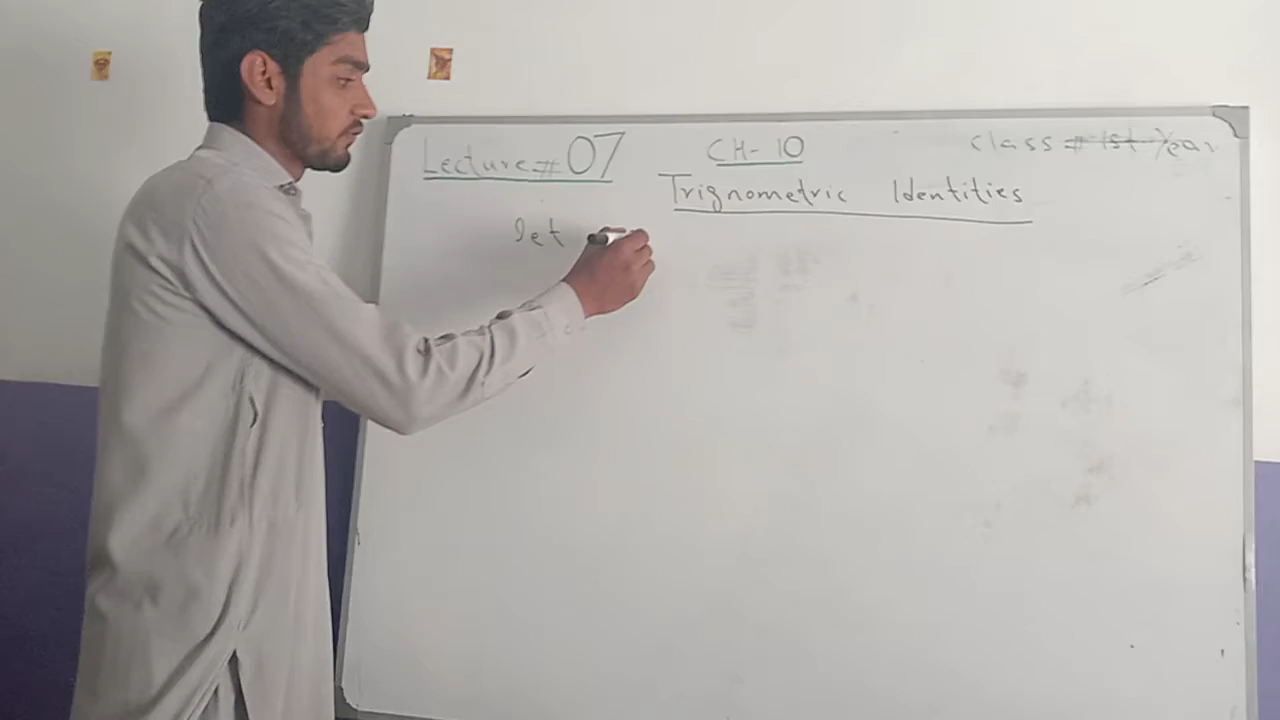 Lecture # 07 CH- 10 Class # 1st Year
Trignometric Identities
let